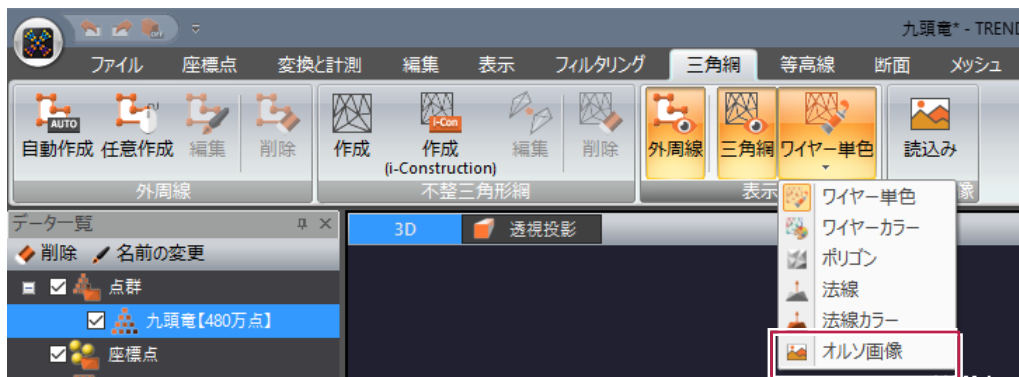 九頭竜* - TREND
ファイル 座標点 変換と計測 編集 表示 フィルタリング 三角網 等高線 断面 メッシュ
AUTO OFF i-Con
自動作成 任意作成 編集 削除 作成 作成 編集 削除 外周線 三角網 ワイヤー単色 読込み
(i-Construction)
外周線 不整三角形網 表示 像
ワイヤー単色
データ一覧 3D 透視投影
ワイヤーカラー
削除 名前の変更
ポリゴン
点群
法線
九頭竜【480万点】
法線カラー
座標点
オルソ画像